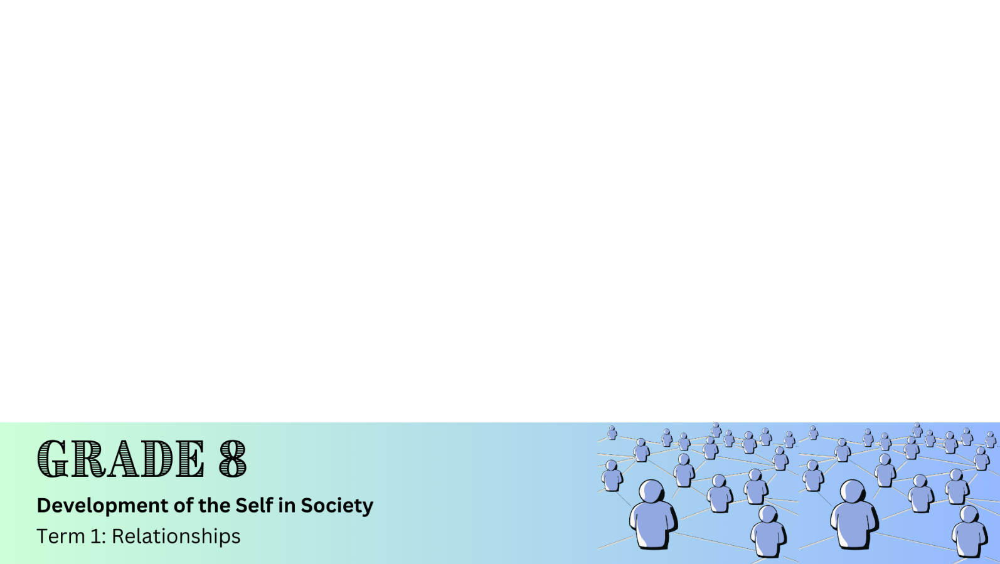 GRADE 8
Development of the Self in Society
Term 1: Relationships